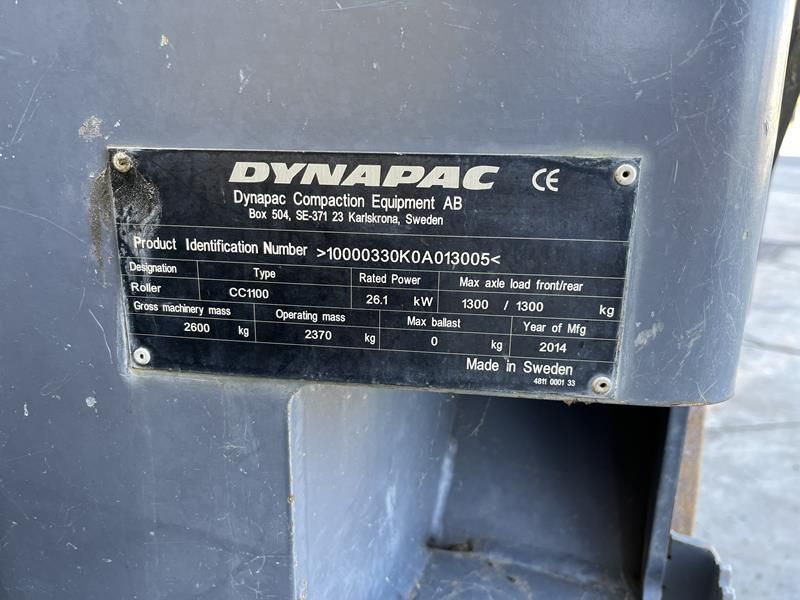 DYNAPAC CE
Dynapac Compaction Equipment AB
Box 504, SE-371 23 Karlskrona, Sweden
Product Identification Number >10000330K0A013005<
Designation Type Rated Power Max axle load front/rear
Roller CC1100 26.1 kW 1300 / 1300 kg
Gross machinery mass Operating mass Max ballast Year of Mfg
2600 kg 2370 kg 0 kg 2014
Made in Sweden
4811 0001 33